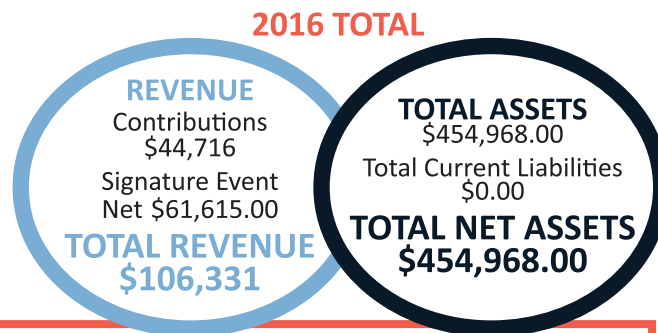 2016 TOTAL
REVENUE
Contributions
$44,716
Signature Event
Net $61,615.00
TOTAL REVENUE
$106,331
TOTAL ASSETS
$454,968.00
Total Current Liabilities
$0.00
TOTAL NET ASSETS
$454,968.00